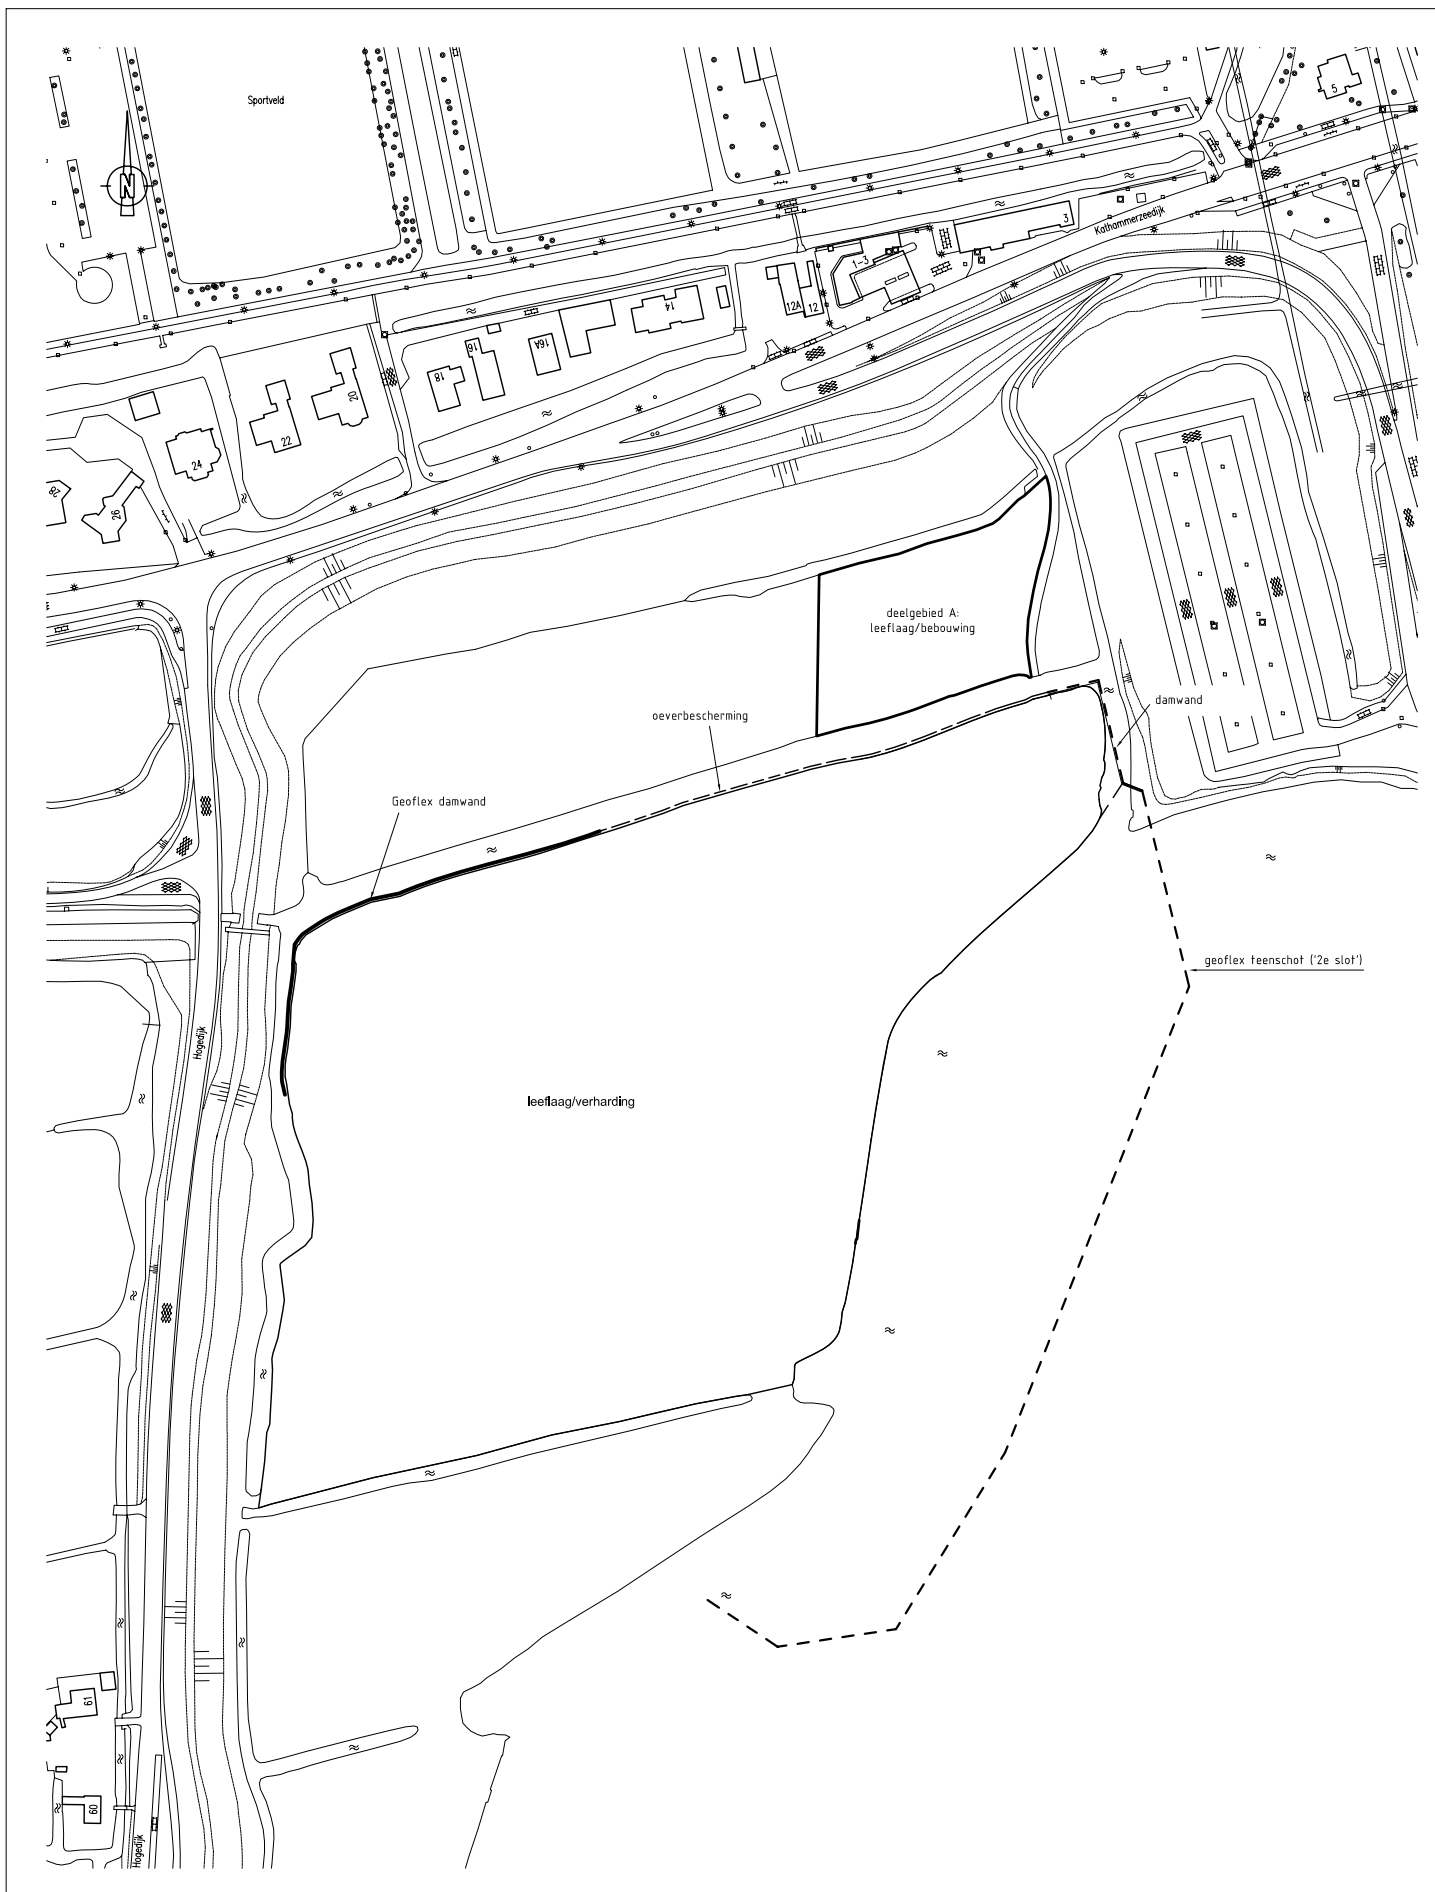 Sportveld
N
5
3
Kathammerzeedijk
1-3
12A
12
14
16A
16
18
20
22
24
26
28
deelgebied A:
leeflaag/bebouwing
damwand
oeverbescherming
Geoflex damwand
geoflex teenschot ('2e slot')
Hogedijk
leeflaag/verharding
61
60
Hogedijk